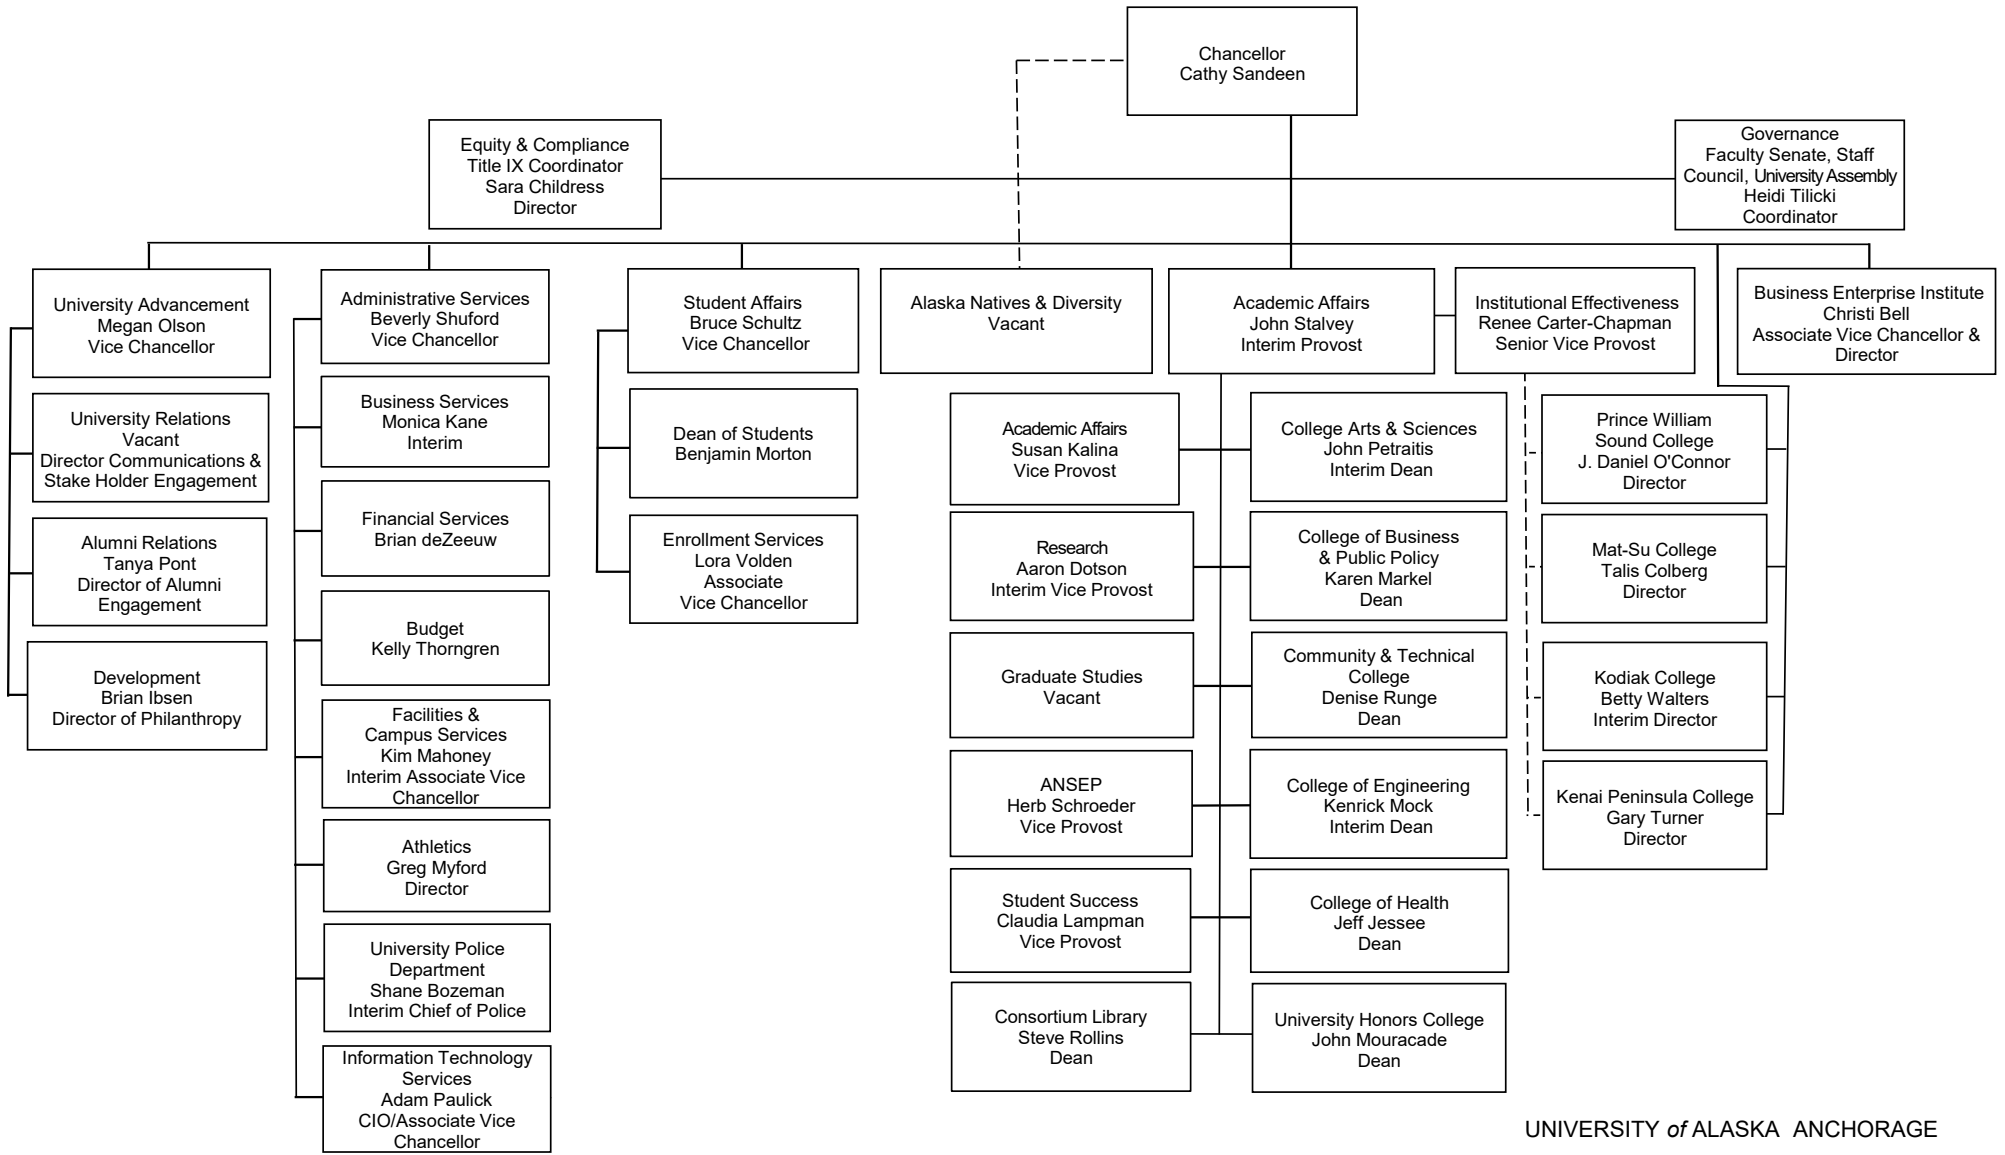 Chancellor
Cathy Sandeen
Equity & Compliance
Title IX Coordinator
Sara Childress
Director
Governance
Faculty Senate, Staff
Council, University Assembly
Heidi Tilicki
Coordinator
University Advancement
Megan Olson
Vice Chancellor
University Relations
Vacant
Director Communications &
Stake Holder Engagement
Alumni Relations
Tanya Pont
Director of Alumni
Engagement
Development
Brian Ibsen
Director of Philanthropy
Administrative Services
Beverly Shuford
Vice Chancellor
Business Services
Monica Kane
Interim
Financial Services
Brian deZeeuw
Budget
Kelly Thorngren
Facilities &
Campus Services
Kim Mahoney
Interim Associate Vice
Chancellor
Athletics
Greg Myford
Director
University Police
Department
Shane Bozeman
Interim Chief of Police
Information Technology
Services
Adam Paulick
CIO/Associate Vice
Chancellor
Student Affairs
Bruce Schultz
Vice Chancellor
Dean of Students
Benjamin Morton
Enrollment Services
Lora Volden
Associate
Vice Chancellor
Alaska Natives & Diversity
Vacant
Academic Affairs
John Stalvey
Interim Provost
Academic Affairs
Susan Kalina
Vice Provost
Research
Aaron Dotson
Interim Vice Provost
Graduate Studies
Vacant
ANSEP
Herb Schroeder
Vice Provost
Student Success
Claudia Lampman
Vice Provost
Consortium Library
Steve Rollins
Dean
College Arts & Sciences
John Petraitis
Interim Dean
College of Business
& Public Policy
Karen Markel
Dean
Community & Technical
College
Denise Runge
Dean
College of Engineering
Kenrick Mock
Interim Dean
College of Health
Jeff Jessee
Dean
University Honors College
John Mouracade
Dean
Institutional Effectiveness
Renee Carter-Chapman
Senior Vice Provost
Prince William
Sound College
J. Daniel O'Connor
Director
Mat-Su College
Talis Colberg
Director
Kodiak College
Betty Walters
Interim Director
Kenai Peninsula College
Gary Turner
Director
Business Enterprise Institute
Christi Bell
Associate Vice Chancellor &
Director
UNIVERSITY of ALASKA ANCHORAGE